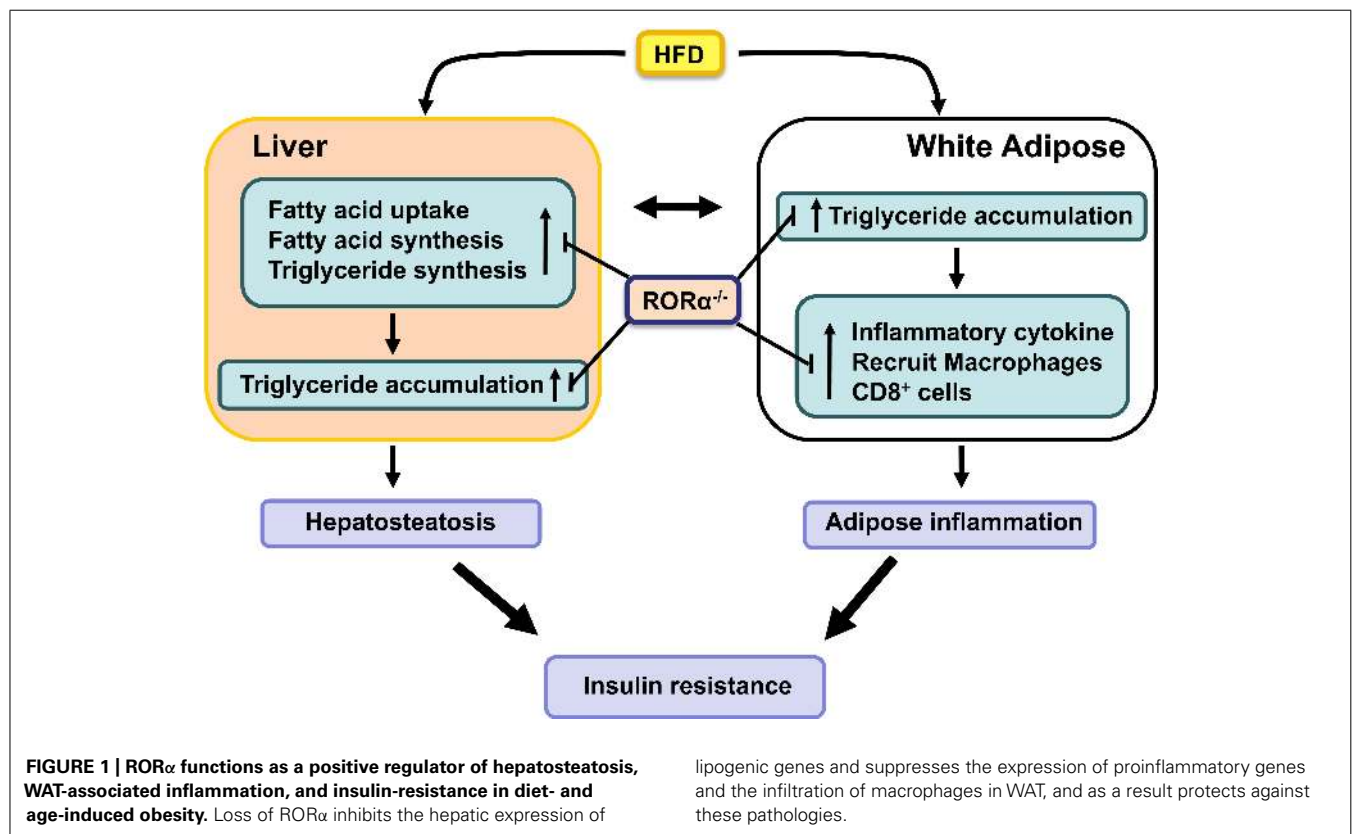 HFD
Liver
Fatty acid uptake
Fatty acid synthesis
Triglyceride synthesis
Triglyceride accumulation
Hepatosteatosis
RORα-/-
White Adipose
Triglyceride accumulation
Inflammatory cytokine
Recruit Macrophages
CD8+ cells
Adipose inflammation
Insulin resistance
FIGURE 1 | RORα functions as a positive regulator of hepatosteatosis,
WAT-associated inflammation, and insulin-resistance in diet- and
age-induced obesity. Loss of RORα inhibits the hepatic expression of
lipogenic genes and suppresses the expression of proinflammatory genes
and the infiltration of macrophages in WAT, and as a result protects against
these pathologies.